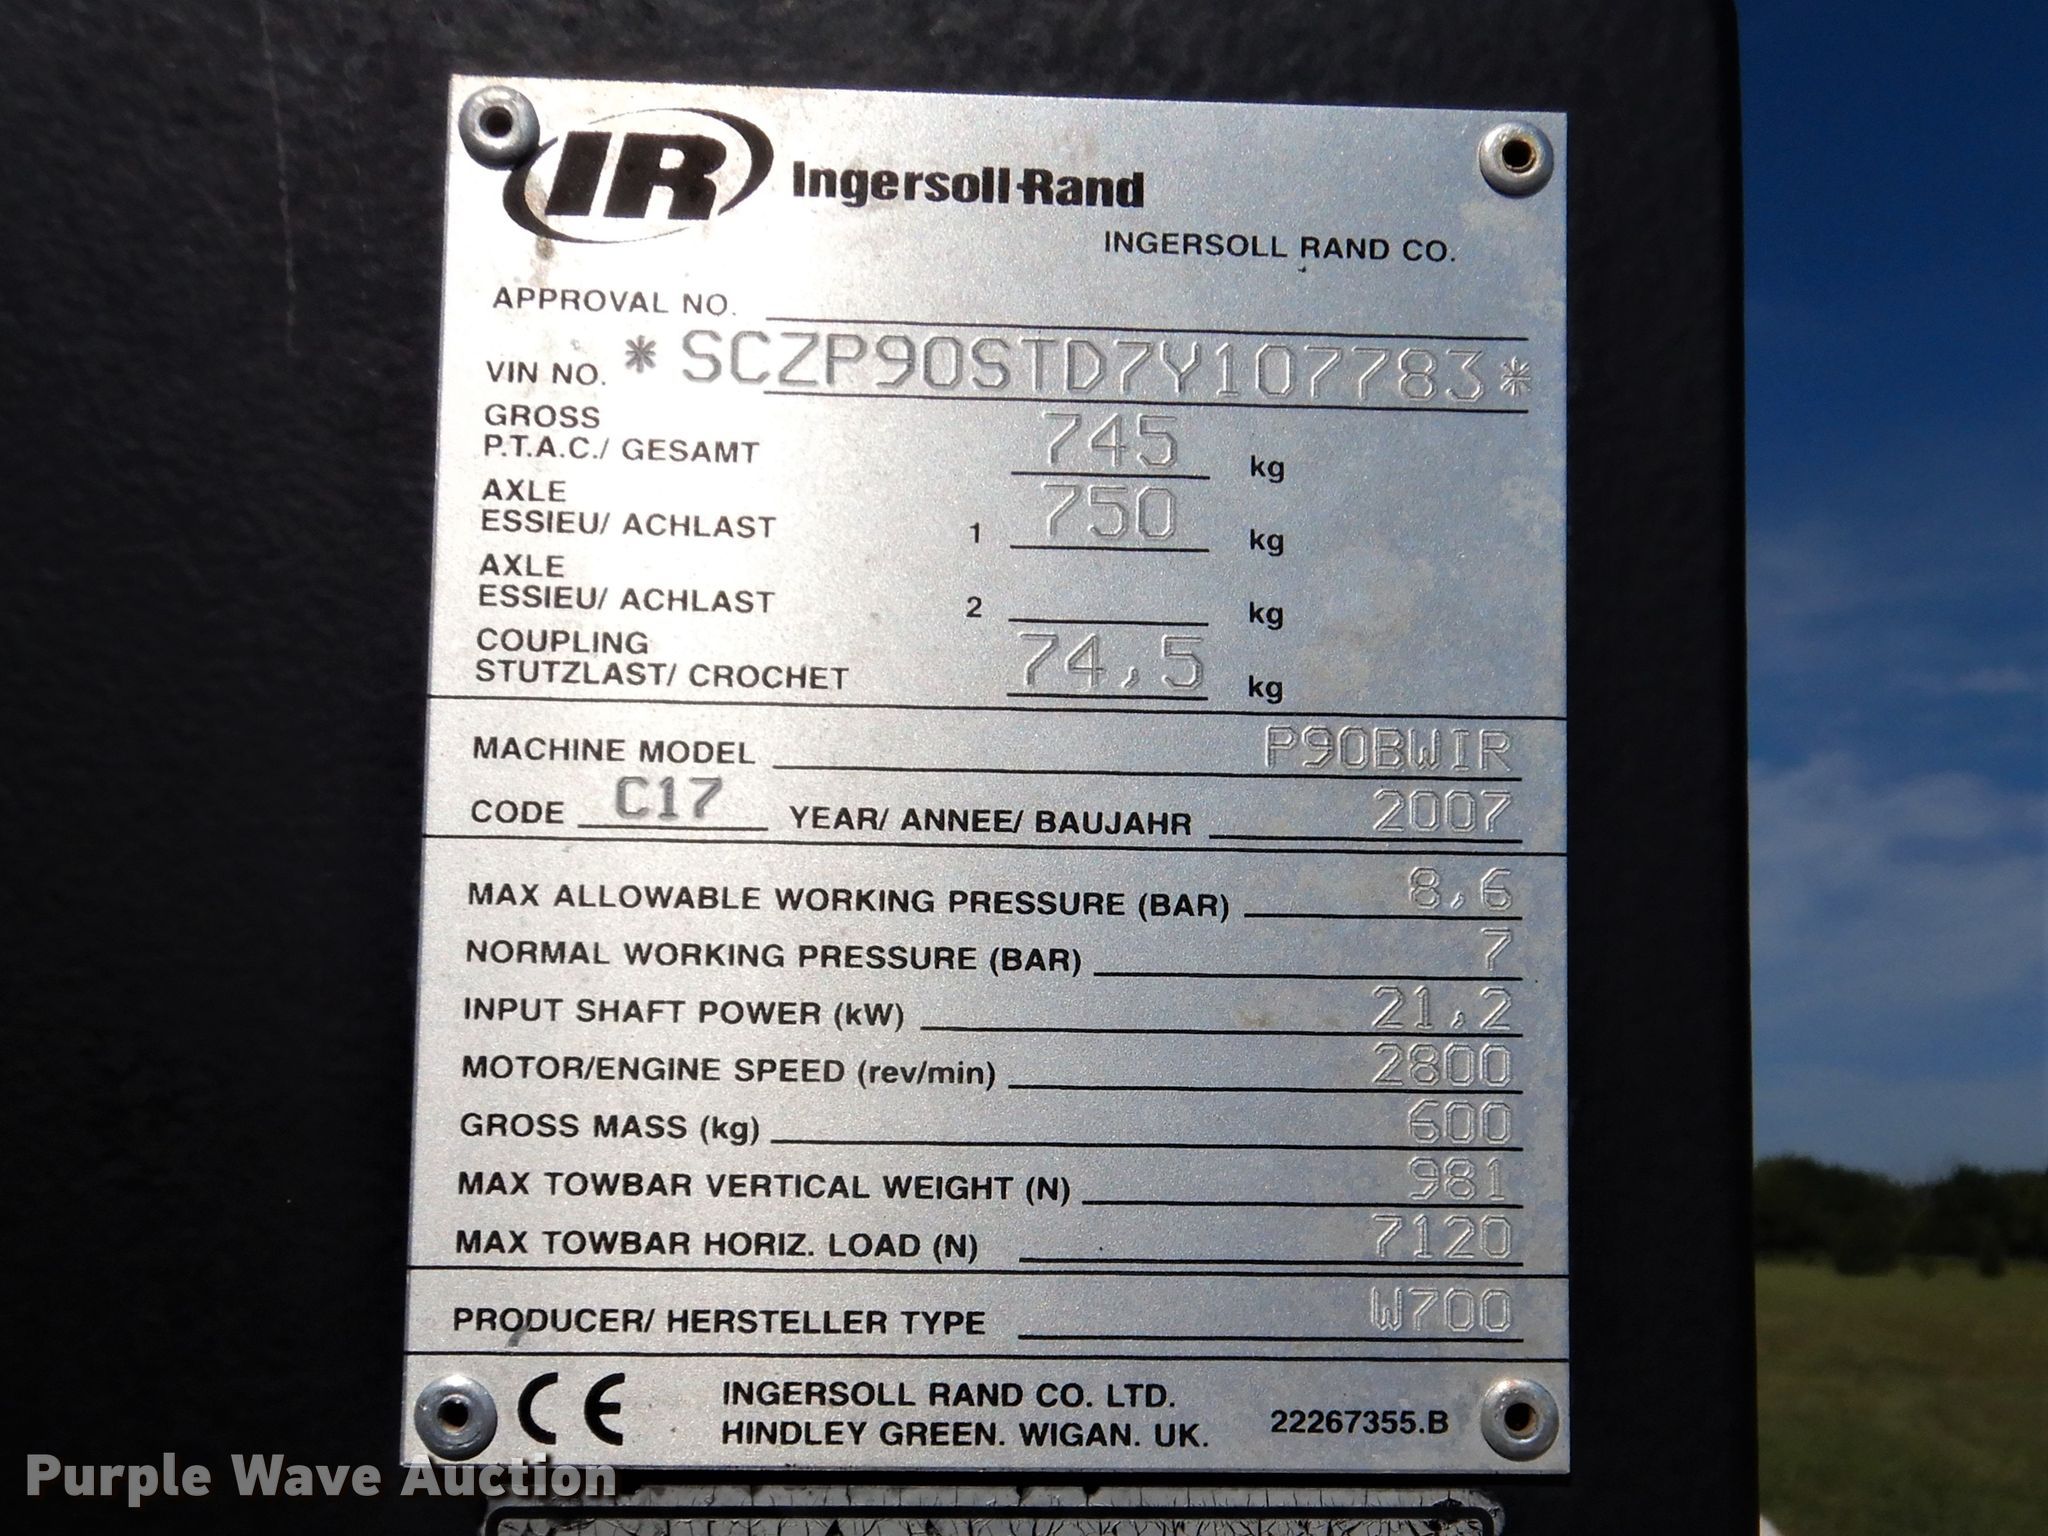 IR Ingersoll-Rand
INGERSOLL RAND CO.
APPROVAL NO.
VIN NO. *SCZP90STD7Y107783*
GROSS
P.T.A.C./ GESAMT 745 kg
AXLE
ESSIEU/ ACHLAST 1 750 kg
AXLE
ESSIEU/ ACHLAST 2 kg
COUPLING
STUTZLAST/ CROCHET 74,5 kg
MACHINE MODEL P90BWIR
CODE C17 YEAR/ ANNEE/ BAUJAHR 2007
MAX ALLOWABLE WORKING PRESSURE (BAR) 8,6
NORMAL WORKING PRESSURE (BAR) 7
INPUT SHAFT POWER (kW) 21,2
MOTOR/ENGINE SPEED (rev/min) 2800
GROSS MASS (kg) 600
MAX TOWBAR VERTICAL WEIGHT (N) 981
MAX TOWBAR HORIZ. LOAD (N) 7120
PRODUCER/ HERSTELLER TYPE W700
CE INGERSOLL RAND CO. LTD.
HINDLEY GREEN. WIGAN. UK. 22267355.B
Purple Wave Auction